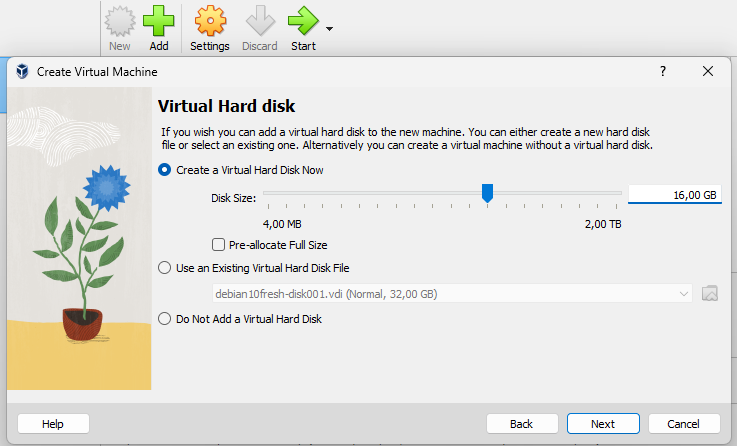 New Add Settings Discard Start
Create Virtual Machine ?
Virtual Hard disk
If you wish you can add a virtual hard disk to the new machine. You can either create a new hard disk
file or select an existing one. Alternatively you can create a virtual machine without a virtual hard disk.
Create a Virtual Hard Disk Now
Disk Size: 16,00 GB
4,00 MB 2,00 TB
Pre-allocate Full Size
Use an Existing Virtual Hard Disk File
debian10fresh-disk001.vdi (Normal, 32,00 GB)
Do Not Add a Virtual Hard Disk
Help Back Next Cancel